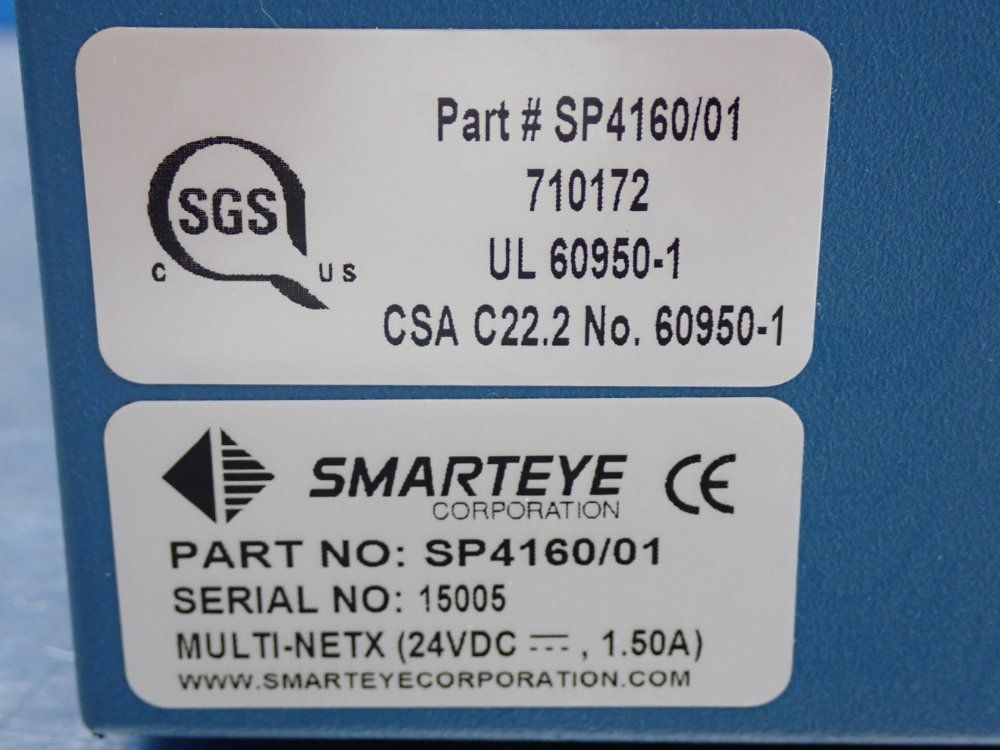 Part # SP4160/01
710172
UL 60950-1
CSA C22.2 No. 60950-1
SGS
C US
SMARTEYE
CORPORATION
CE
PART NO: SP4160/01
SERIAL NO: 15005
MULTI-NETX (24VDC ⎓, 1.50A)
WWW.SMARTEYECORPORATION.COM